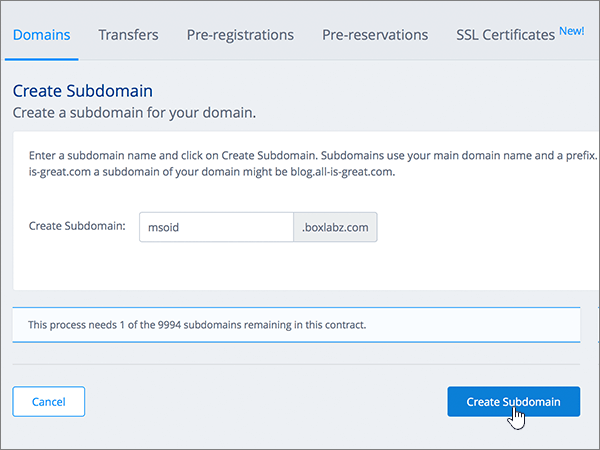 Domains Transfers Pre-registrations Pre-reservations SSL Certificates New!
Create Subdomain
Create a subdomain for your domain.
Enter a subdomain name and click on Create Subdomain. Subdomains use your main domain name and a prefix.
is-great.com a subdomain of your domain might be blog.all-is-great.com.
Create Subdomain: msoid .boxlabz.com
This process needs 1 of the 9994 subdomains remaining in this contract.
Cancel Create Subdomain